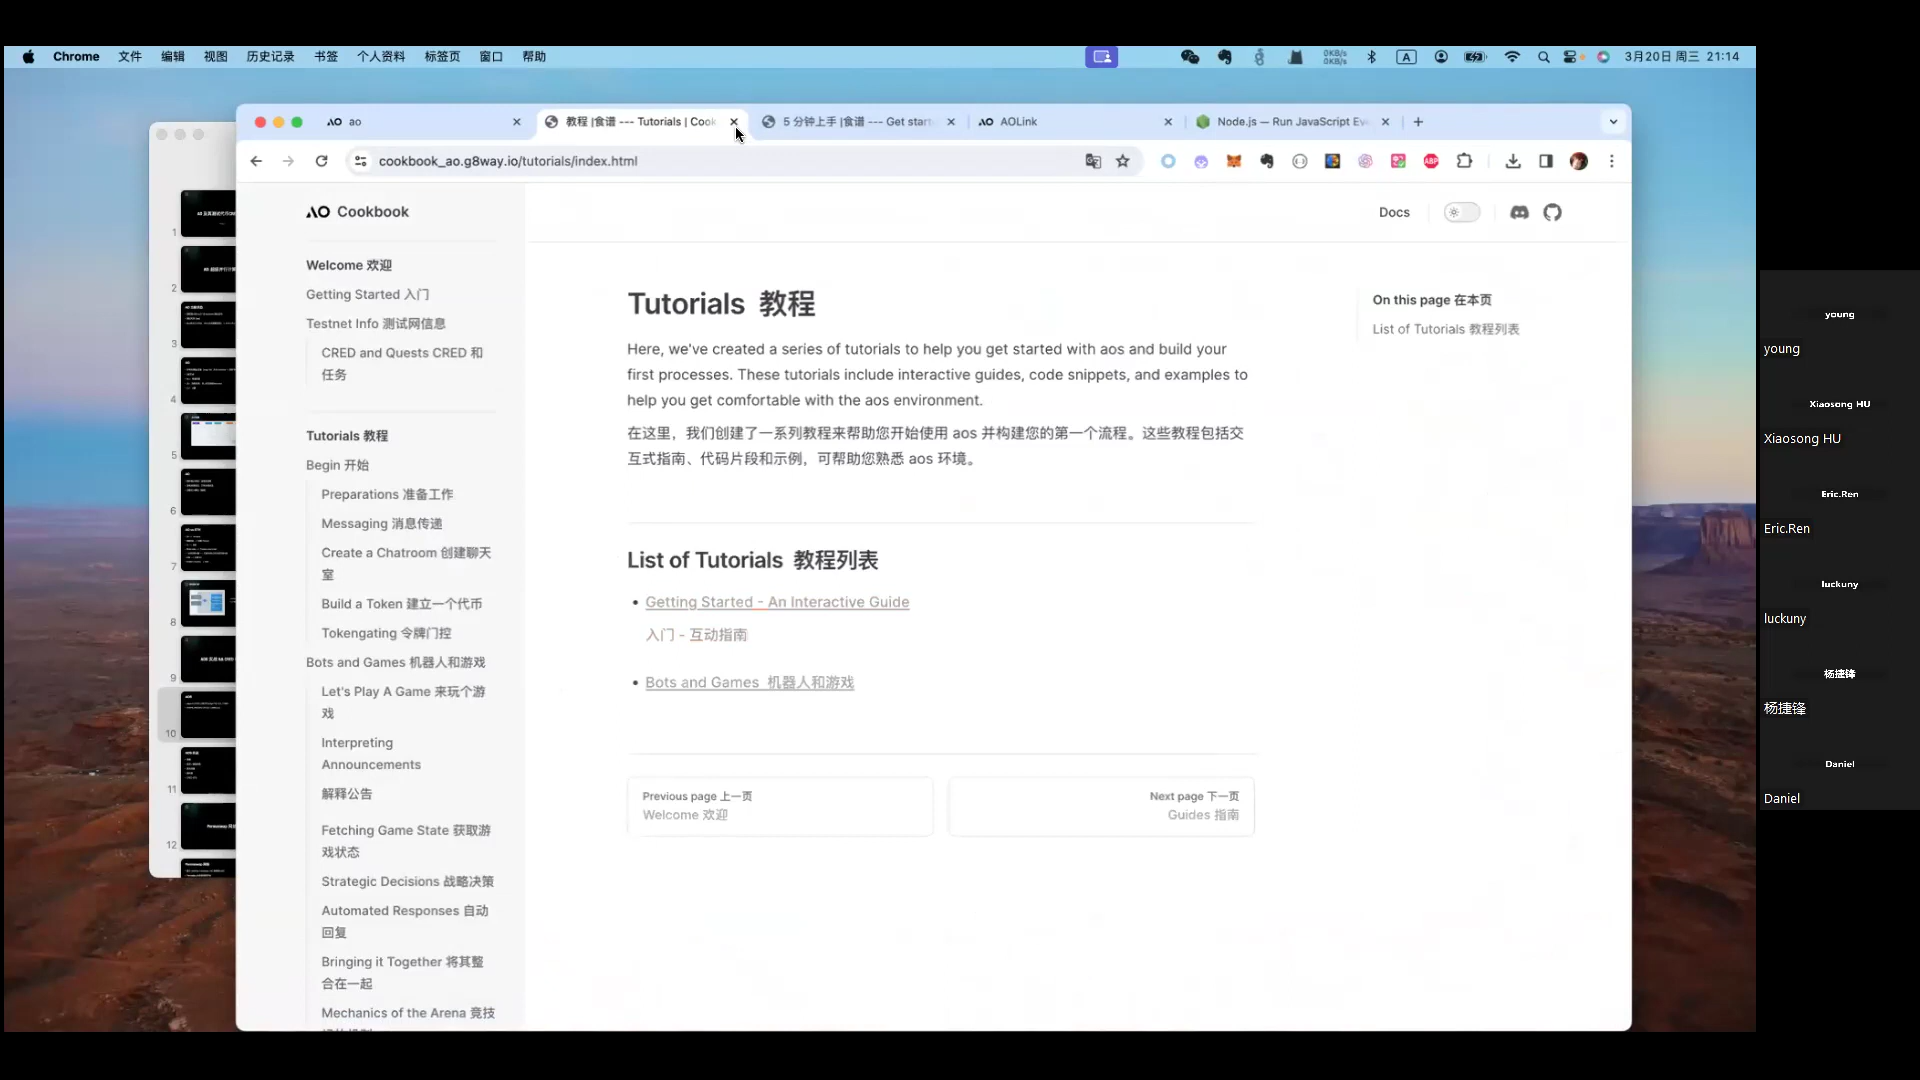 Chrome 文件 编辑 视图 历史记录 书签 个人资料 标签页 窗口 帮助
0KB/s
0KB/s
A
3月20日 周三 21:14
ao
教程 |食谱 --- Tutorials | Cook
5 分钟上手 |食谱 --- Get start
AOLink
Node.js — Run JavaScript Ev
cookbook_ao.g8way.io/tutorials/index.html
ABP
AO Cookbook
Docs
Welcome 欢迎
Getting Started 入门
Testnet Info 测试网信息
CRED and Quests CRED 和
任务
Tutorials 教程
Begin 开始
Preparations 准备工作
Messaging 消息传递
Create a Chatroom 创建聊天
室
Build a Token 建立一个代币
Tokengating 令牌门控
Bots and Games 机器人和游戏
Let's Play A Game 来玩个游
戏
Interpreting
Announcements
解释公告
Fetching Game State 获取游
戏状态
Strategic Decisions 战略决策
Automated Responses 自动
回复
Bringing it Together 将其整
合在一起
Mechanics of the Arena 竞技
Tutorials 教程
Here, we've created a series of tutorials to help you get started with aos and build your
first processes. These tutorials include interactive guides, code snippets, and examples to
help you get comfortable with the aos environment.
在这里，我们创建了一系列教程来帮助您开始使用 aos 并构建您的第一个流程。这些教程包括交
互式指南、代码片段和示例，可帮助您熟悉 aos 环境。
List of Tutorials 教程列表
• Getting Started - An Interactive Guide
入门 - 互动指南
• Bots and Games 机器人和游戏
Previous page 上一页
Welcome 欢迎
Next page 下一页
Guides 指南
On this page 在本页
List of Tutorials 教程列表
1
2
3
4
5
6
7
8
9
10
11
12
young
young
Xiaosong HU
Xiaosong HU
Eric.Ren
Eric.Ren
luckuny
luckuny
杨捷锋
杨捷锋
Daniel
Daniel